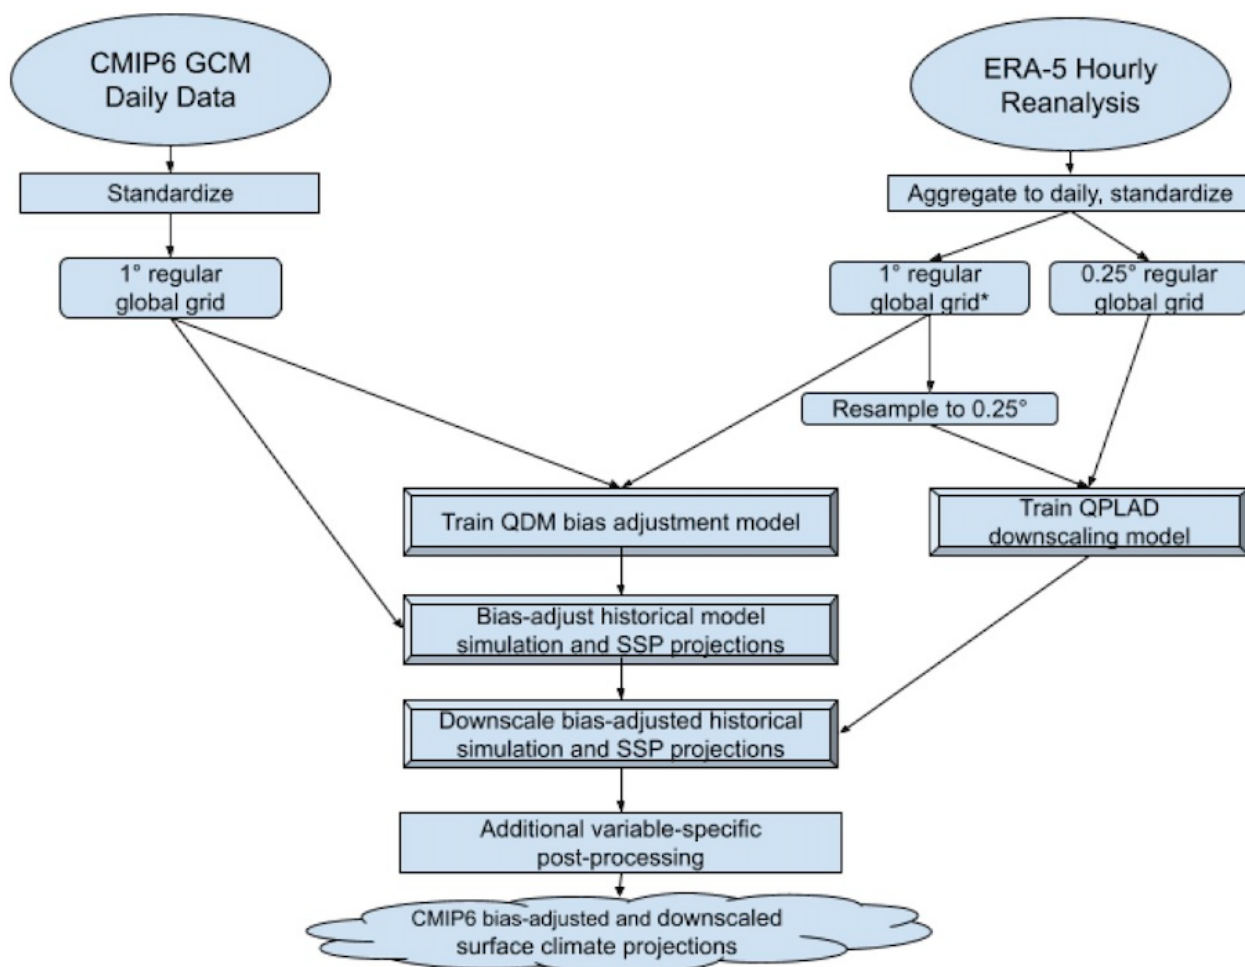 CMIP6 GCM
Daily Data
ERA-5 Hourly
Reanalysis
Standardize
Aggregate to daily, standardize
1° regular
global grid
1° regular
global grid*
0.25° regular
global grid
Resample to 0.25°
Train QDM bias adjustment model
Train QPLAD
downscaling model
Bias-adjust historical model
simulation and SSP projections
Downscale bias-adjusted historical
simulation and SSP projections
Additional variable-specific
post-processing
CMIP6 bias-adjusted and downscaled
surface climate projections